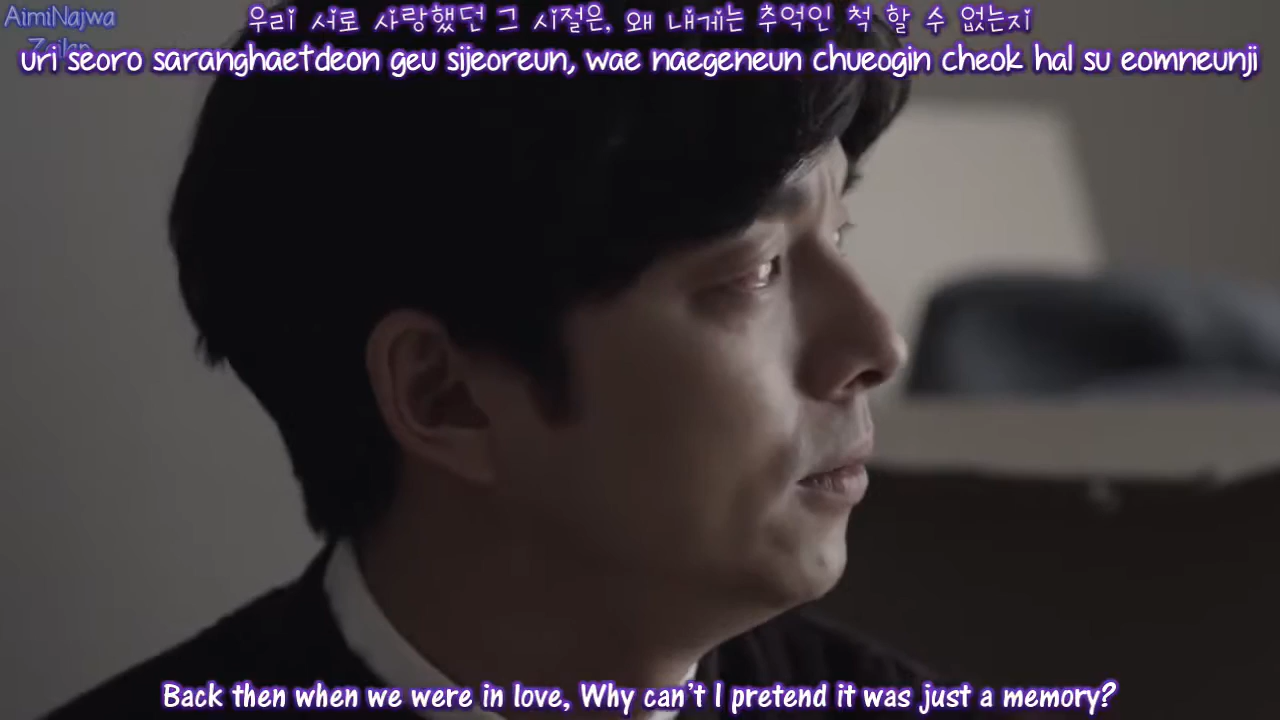 우리 서로 사랑했던 그 시절은, 왜 내게는 추억인 척 할 수 없는지
AimiNajwa
uri seoro saranghaetdeon geu sijeoreun, wae naegeneun chueogin cheok hal su eomneunji
Back then when we were in love, Why can't I pretend it was just a memory?